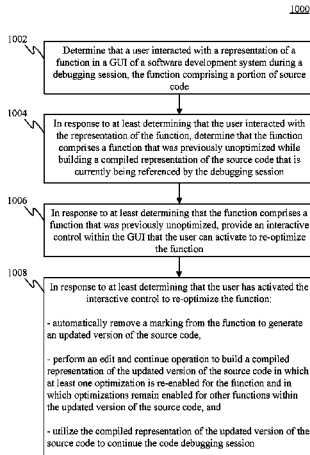 1000
1002
Determine that a user interacted with a representation of a
function in a GUI of a software development system during a
debugging session, the function comprising a portion of source
code
1004
In response to at least determining that the user interacted with
the representation of the function, determine that the function
comprises a function that was previously unoptimized while
building a compiled representation of the source code that is
currently being referenced by the debugging session
1006
In response to at least determining that the function comprises a
function that was previously unoptimized, provide an interactive
control within the GUI that the user can activate to re-optimize
the function
1008
In response to at least determining that the user has activated the
interactive control to re-optimize the function:
- automatically remove a marking from the function to generate
an updated version of the source code,
- perform an edit and continue operation to build a compiled
representation of the updated version of the source code in which
at least one optimization is re-enabled for the function and in
which optimizations remain enabled for other functions within
the updated version of the source code, and
- utilize the compiled representation of the updated version of the
source code to continue the code debugging session